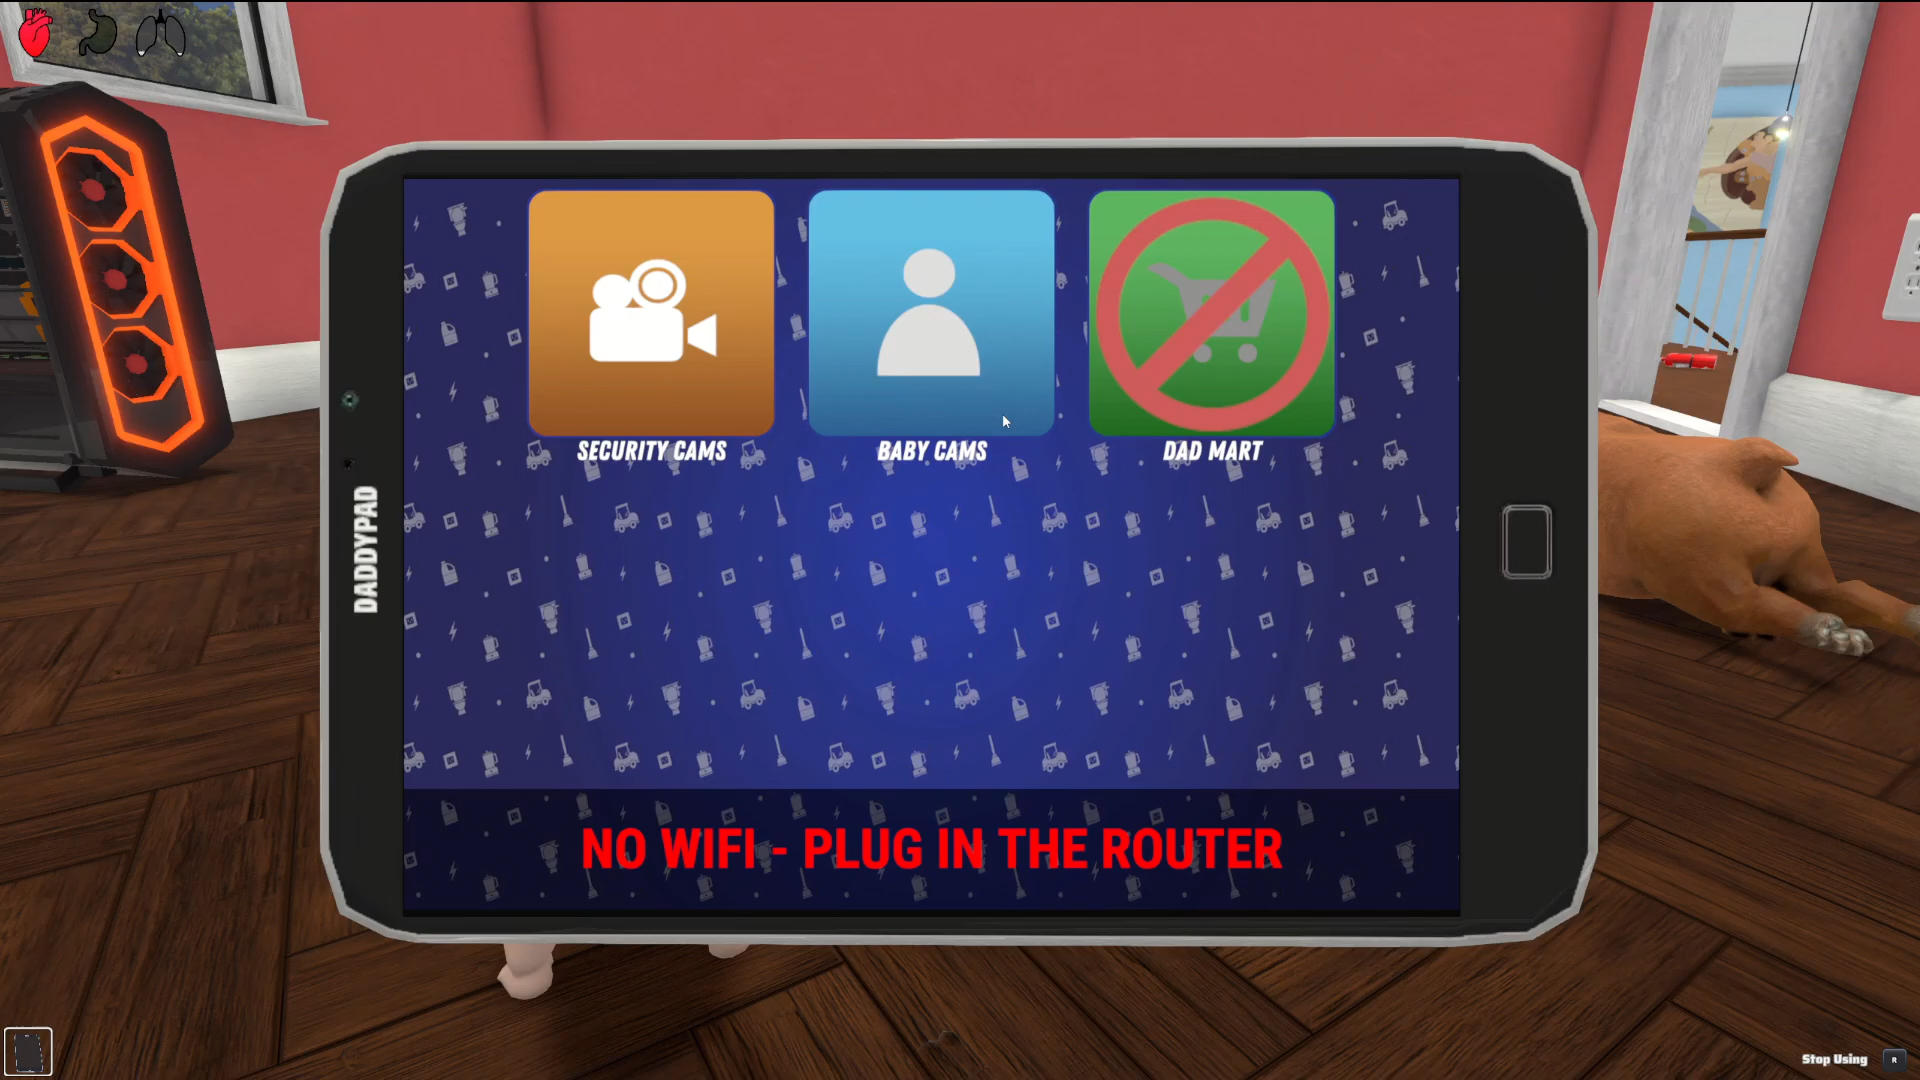 SECURITY CAMS
BABY CAMS
DAD MART
DADDYPAD
NO WIFI - PLUG IN THE ROUTER
Stop Using R